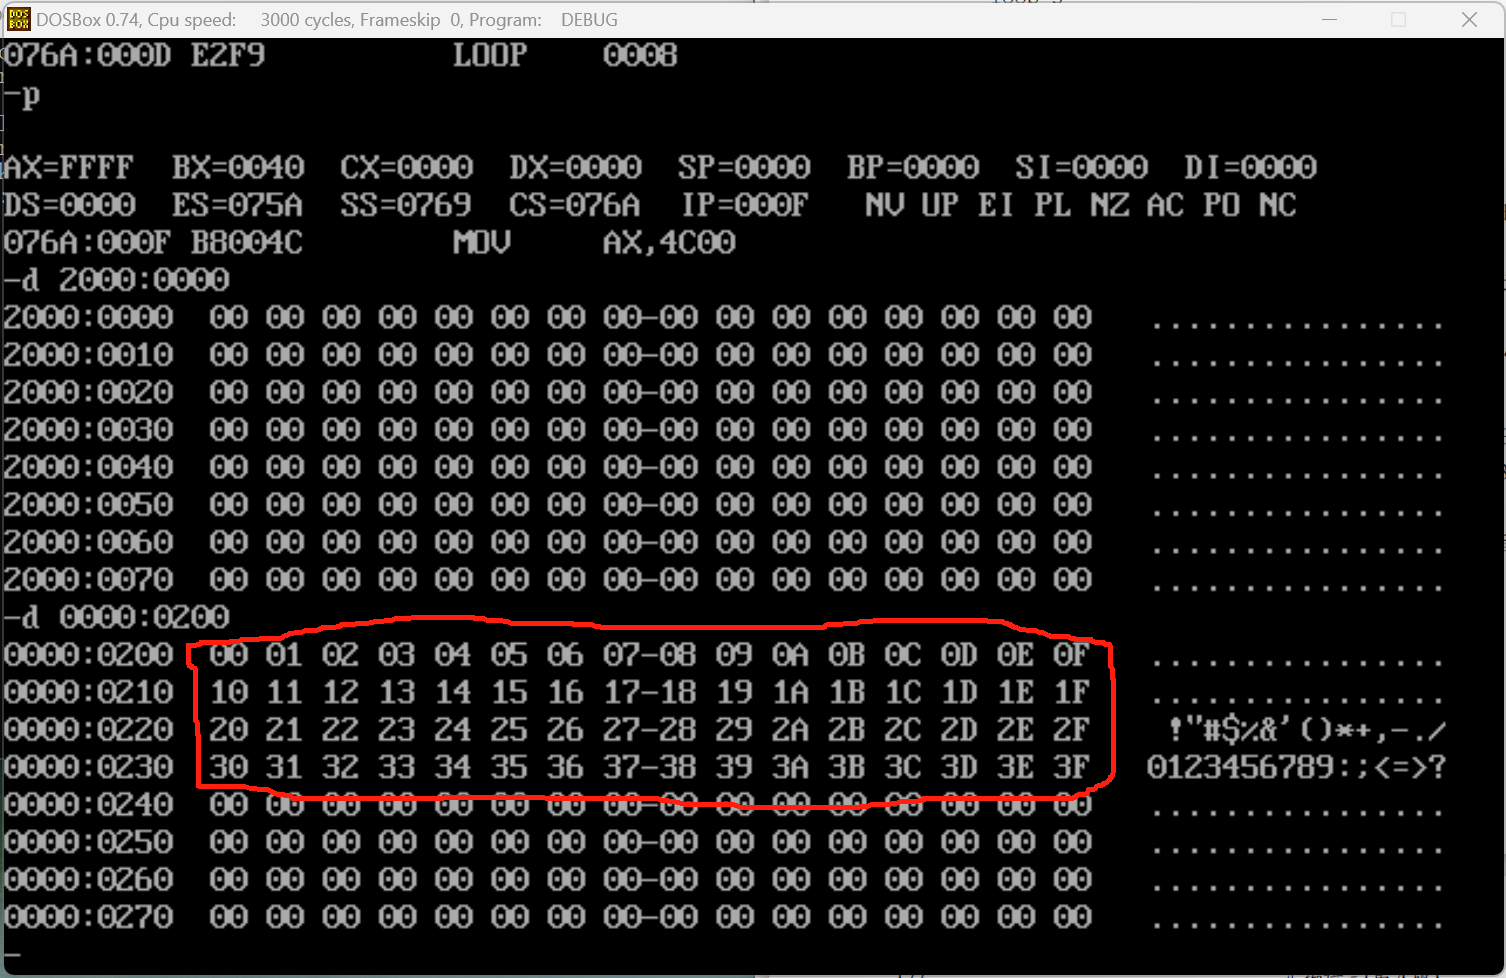 DOSBox 0.74, Cpu speed: 3000 cycles, Frameskip 0, Program: DEBUG
076A:000D E2F9 LOOP 0008
-p
AX=FFFF BX=0040 CX=0000 DX=0000 SP=0000 BP=0000 SI=0000 DI=0000
DS=0000 ES=075A SS=0769 CS=076A IP=000F NV UP EI PL NZ AC PO NC
076A:000F B8004C MOV AX,4C00
-d 2000:0000
2000:0000 00 00 00 00 00 00 00 00-00 00 00 00 00 00 00 00 ................
2000:0010 00 00 00 00 00 00 00 00-00 00 00 00 00 00 00 00 ................
2000:0020 00 00 00 00 00 00 00 00-00 00 00 00 00 00 00 00 ................
2000:0030 00 00 00 00 00 00 00 00-00 00 00 00 00 00 00 00 ................
2000:0040 00 00 00 00 00 00 00 00-00 00 00 00 00 00 00 00 ................
2000:0050 00 00 00 00 00 00 00 00-00 00 00 00 00 00 00 00 ................
2000:0060 00 00 00 00 00 00 00 00-00 00 00 00 00 00 00 00 ................
2000:0070 00 00 00 00 00 00 00 00-00 00 00 00 00 00 00 00 ................
-d 0000:0200
0000:0200 00 01 02 03 04 05 06 07-08 09 0A 0B 0C 0D 0E 0F ................
0000:0210 10 11 12 13 14 15 16 17-18 19 1A 1B 1C 1D 1E 1F ................
0000:0220 20 21 22 23 24 25 26 27-28 29 2A 2B 2C 2D 2E 2F  !"#$%&'()*+,-./
0000:0230 30 31 32 33 34 35 36 37-38 39 3A 3B 3C 3D 3E 3F 0123456789:;<=>?
0000:0240 00 00 00 00 00 00 00 00-00 00 00 00 00 00 00 00 ................
0000:0250 00 00 00 00 00 00 00 00-00 00 00 00 00 00 00 00 ................
0000:0260 00 00 00 00 00 00 00 00-00 00 00 00 00 00 00 00 ................
0000:0270 00 00 00 00 00 00 00 00-00 00 00 00 00 00 00 00 ................
-